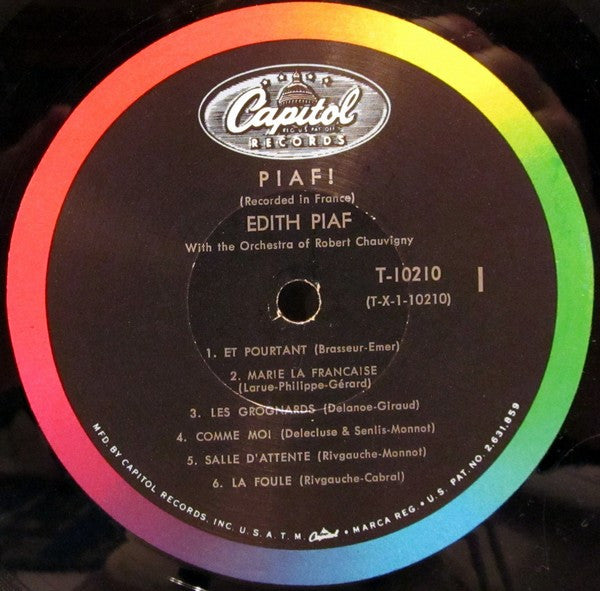 Capitol
REG. U.S. PAT. OFF.
RECORDS
PIAF!
(Recorded in France)
EDITH PIAF
With the Orchestra of Robert Chauvigny
T-10210 1
(T-X-1-10210)
1. ET POURTANT (Brasseur-Emer)
2. MARIE LA FRANCAISE
(Larue-Philippe-Gérard)
3. LES GROGNARDS (Delanoe-Giraud)
4. COMME MOI (Delecluse & Senlis-Monnot)
5. SALLE D'ATTENTE (Rivgauche-Monnot)
6. LA FOULE (Rivgauche-Cabral)
MFD. BY CAPITOL RECORDS, INC. U.S.A. T.M. Capitol • MARCA REG. • U.S. PAT. NO. 2,631,859